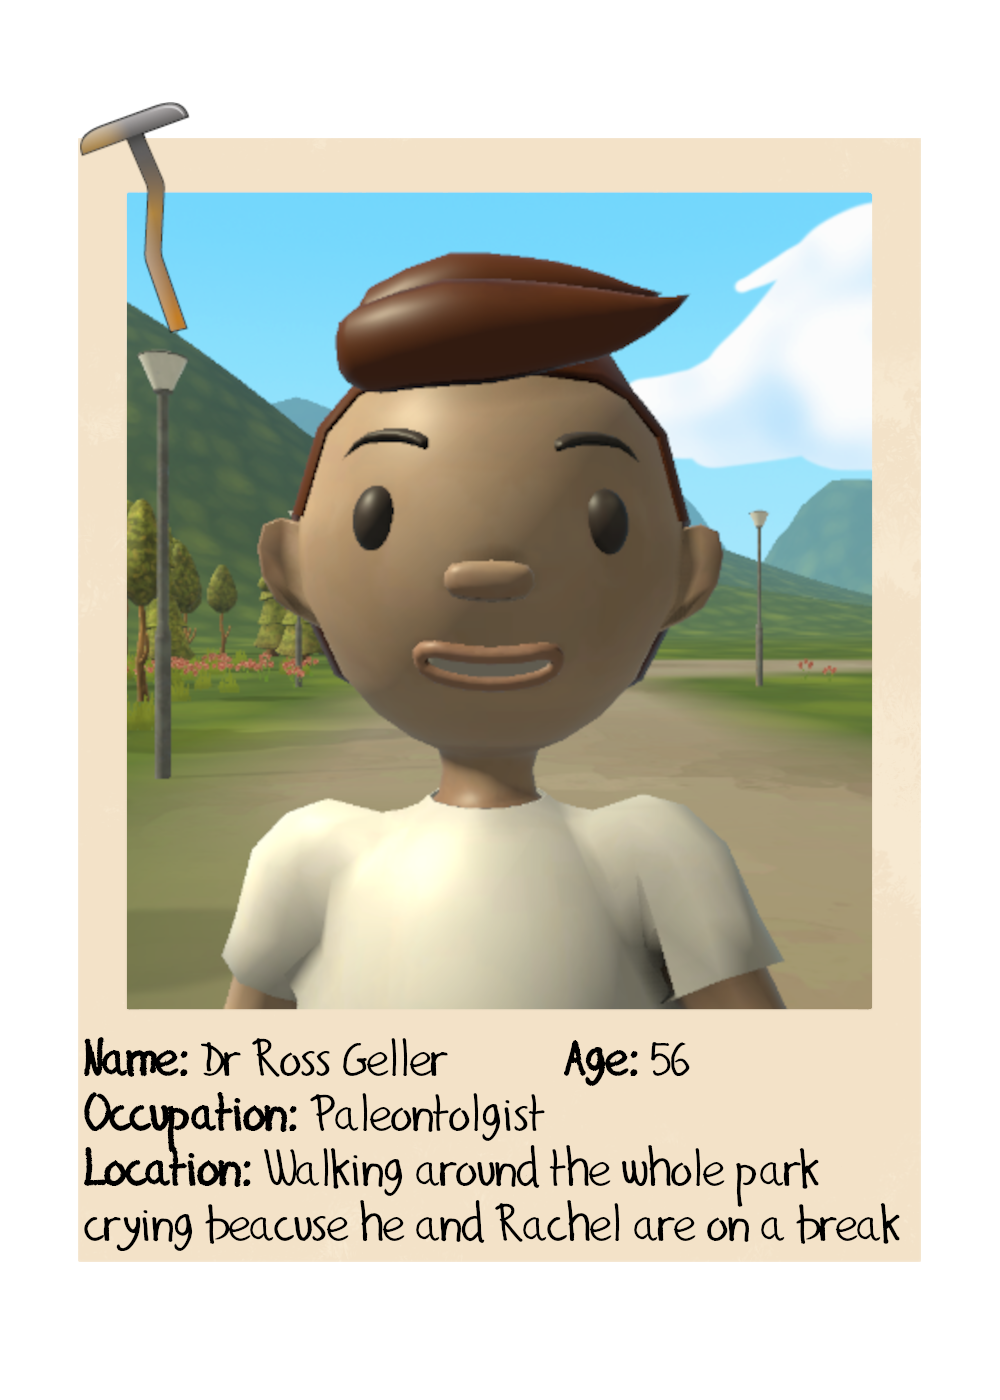 Name: Dr Ross Geller Age: 56
Occupation: Paleontolgist
Location: Walking around the whole park
crying beacuse he and Rachel are on a break